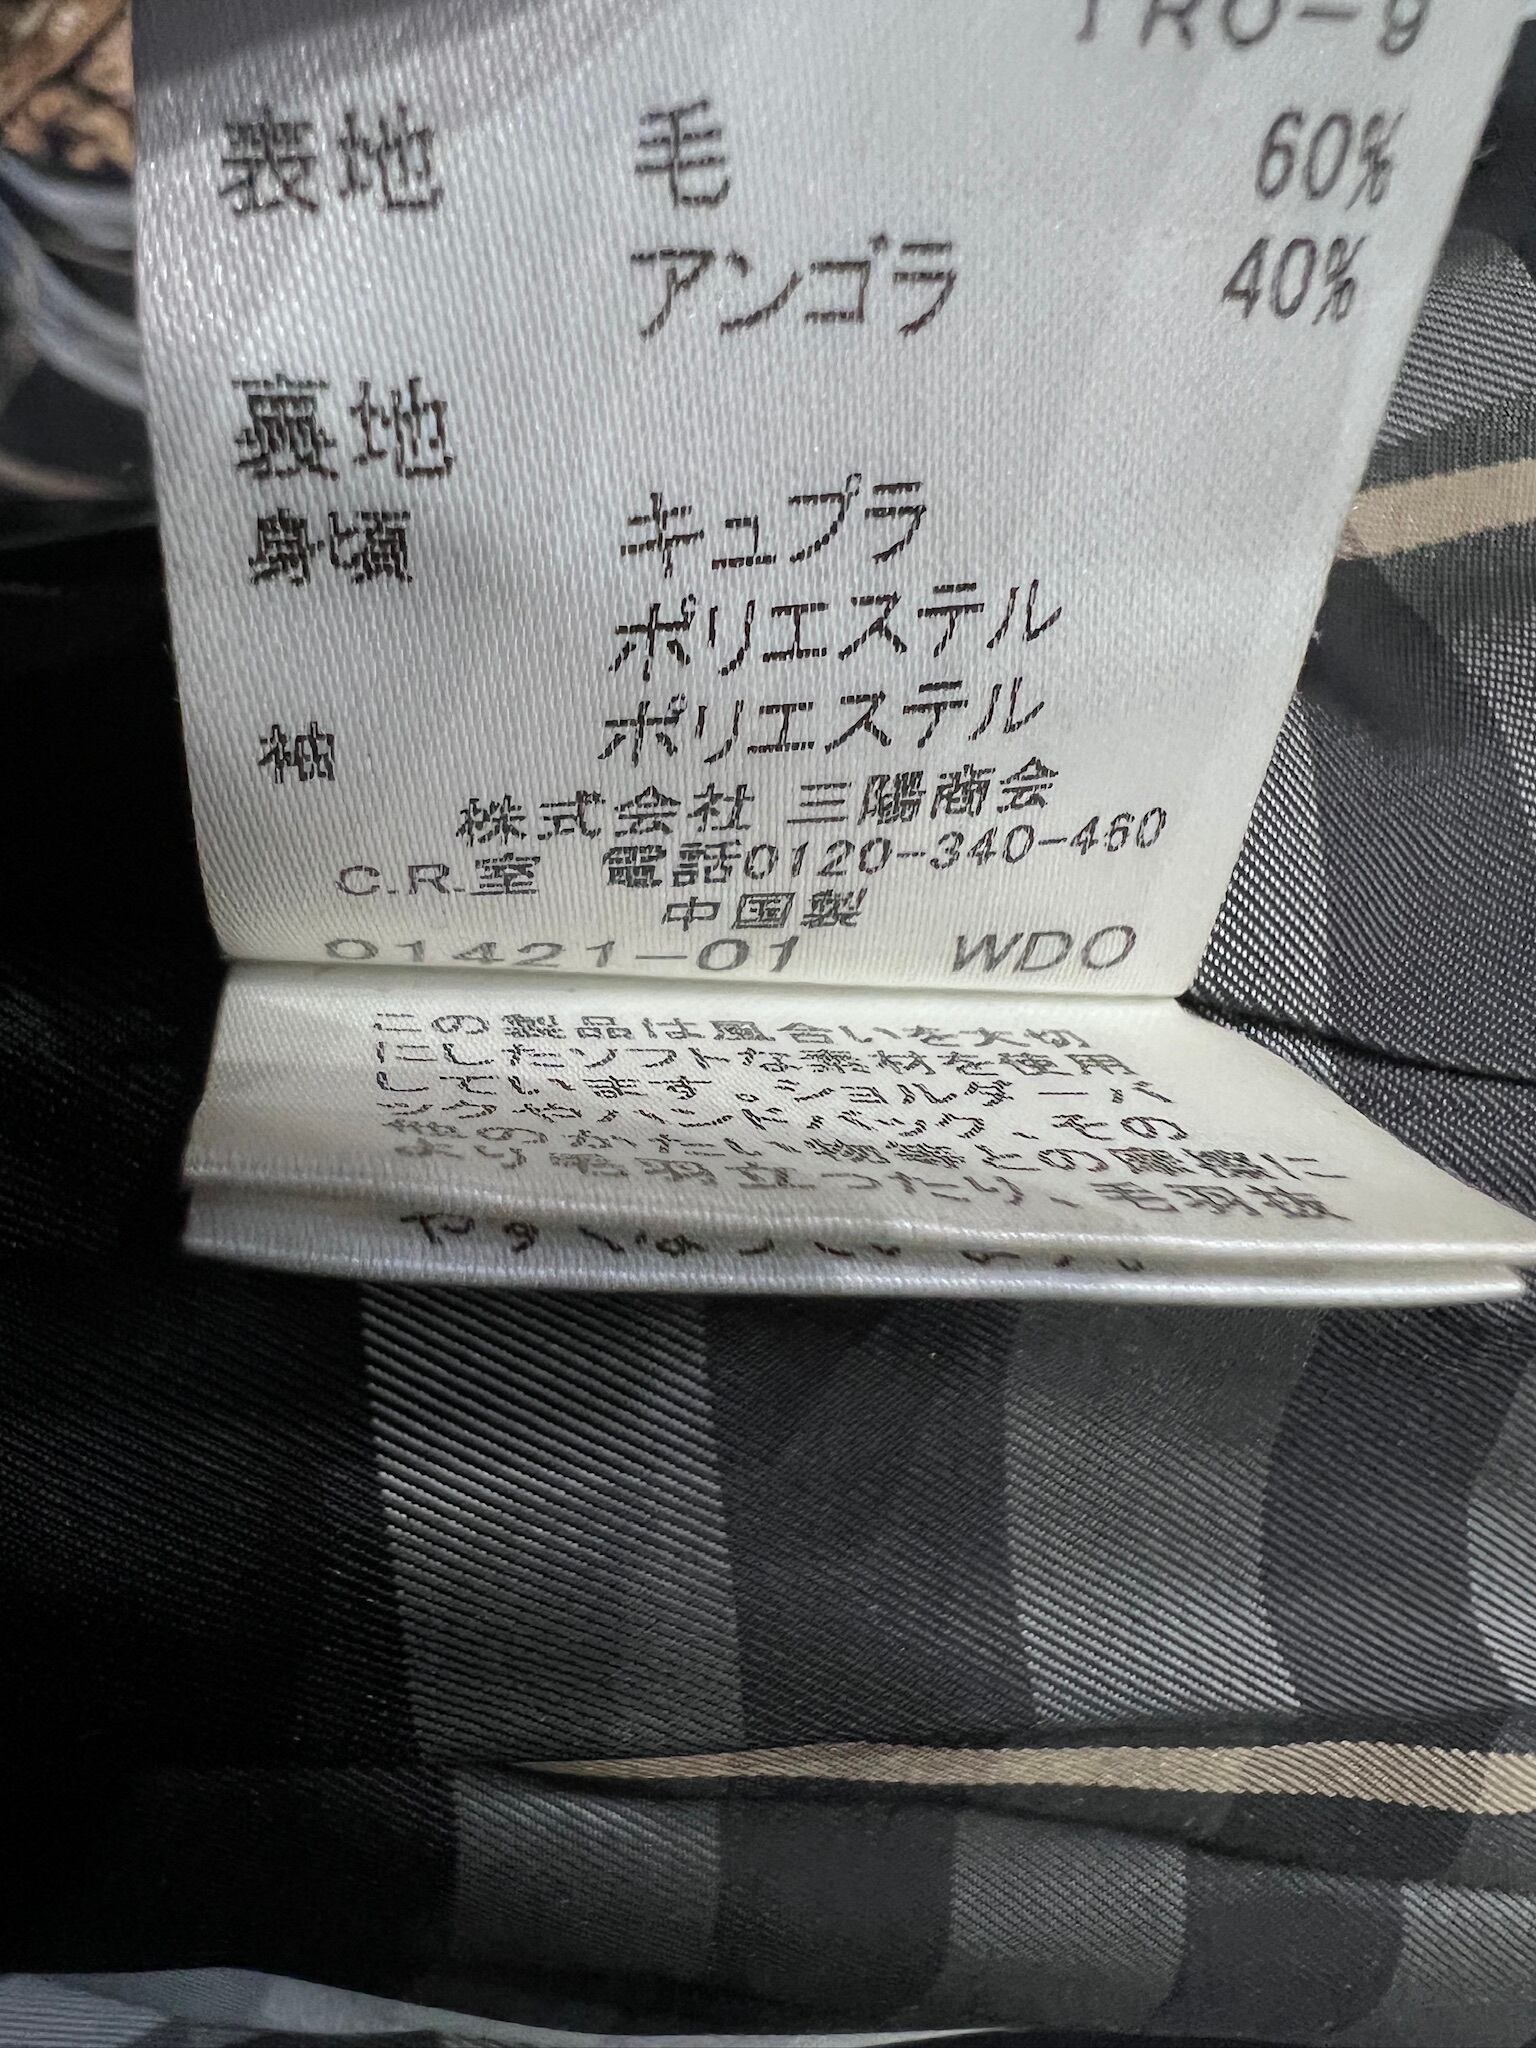 TRO-9
表地 毛 60%
アンゴラ 40%
裏地
身頃 キュプラ
ポリエステル
袖 ポリエステル
株式会社 三陽商会
C.R.室 電話0120-340-460
中国製
01421-01 WDO
この製品は風合いを大切
にしたソフトな素材を使用
しています。ショルダーバ
ッグ、ハンドバッグ、その
他のかたい物等との摩擦に
より毛羽立ったり、毛羽抜